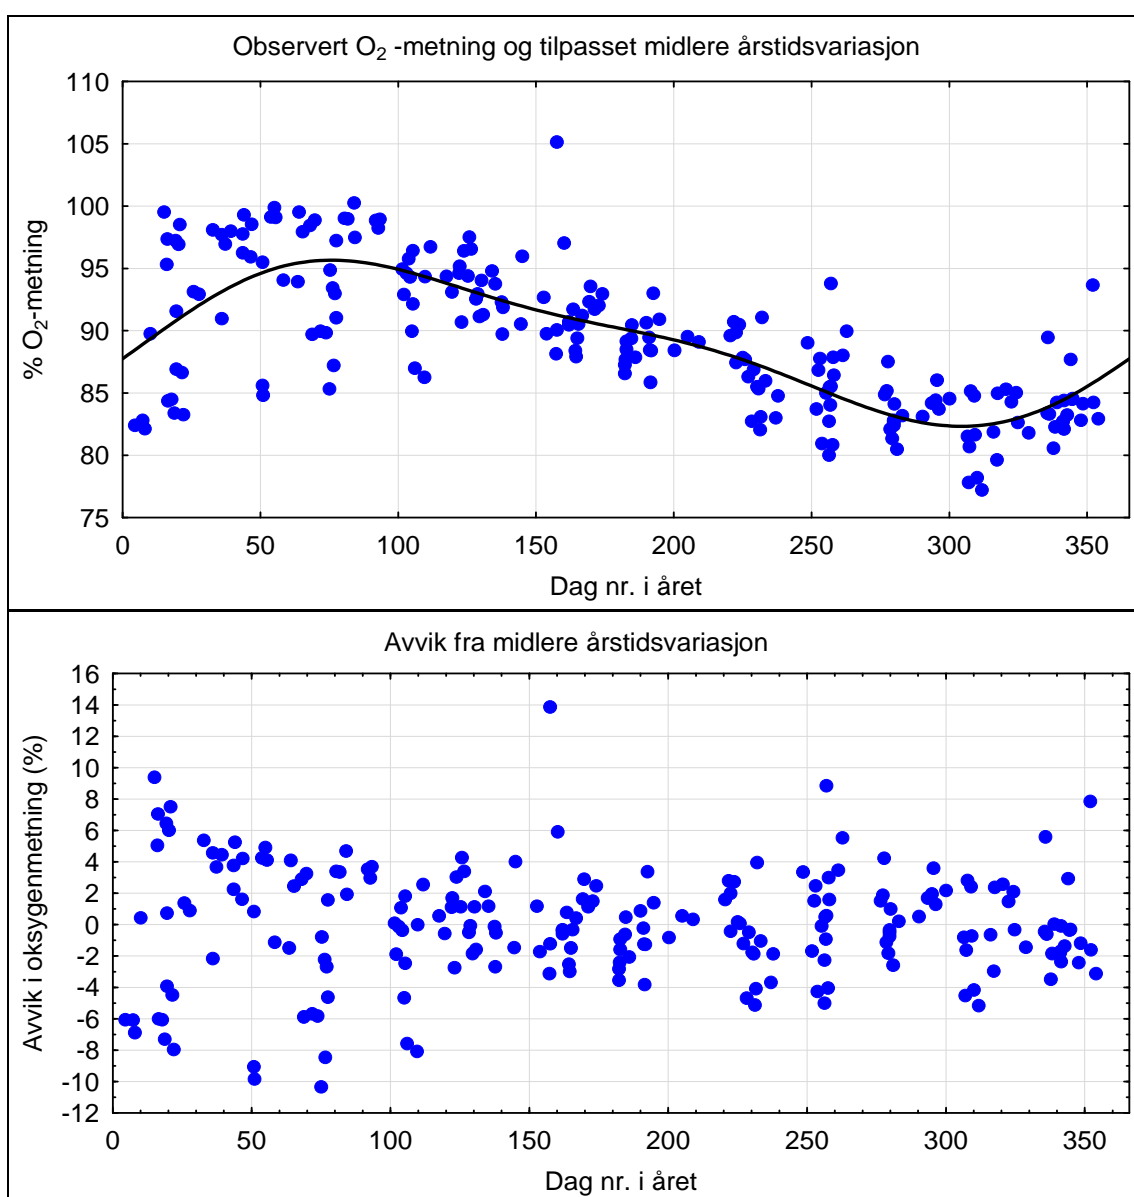 Observert O₂ -metning og tilpasset midlere årstidsvariasjon
110
105
100
95
90
85
80
75
% O₂-metning
0 50 100 150 200 250 300 350
Dag nr. i året
Avvik fra midlere årstidsvariasjon
16
14
12
10
8
6
4
2
0
-2
-4
-6
-8
-10
-12
Avvik i oksygenmetning (%)
0 50 100 150 200 250 300 350
Dag nr. i året